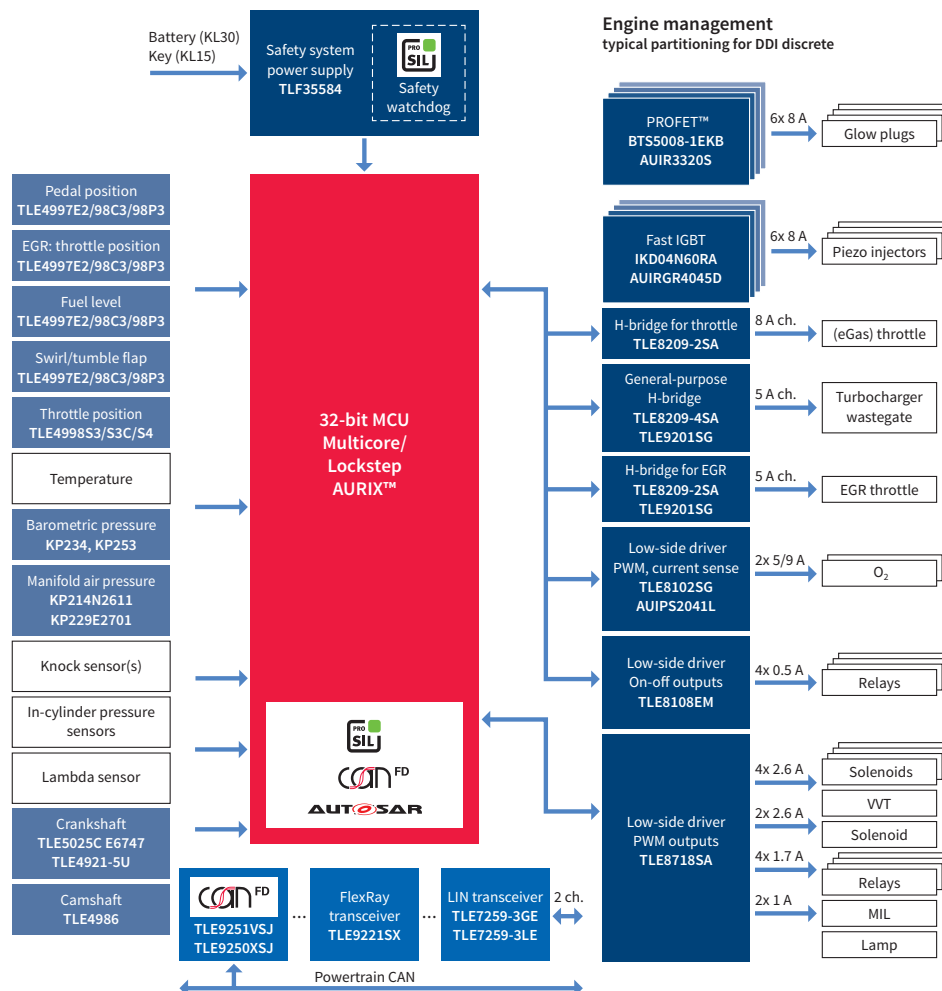 Engine management
typical partitioning for DDI discrete
Battery (KL30)
Key (KL15)
Safety system
power supply
TLF35584
PRO
SIL
Safety
watchdog
Pedal position
TLE4997E2/98C3/98P3
EGR: throttle position
TLE4997E2/98C3/98P3
Fuel level
TLE4997E2/98C3/98P3
Swirl/tumble flap
TLE4997E2/98C3/98P3
Throttle position
TLE4998S3/S3C/S4
Temperature
Barometric pressure
KP234, KP253
Manifold air pressure
KP214N2611
KP229E2701
Knock sensor(s)
In-cylinder pressure
sensors
Lambda sensor
Crankshaft
TLE5025C E6747
TLE4921-5U
Camshaft
TLE4986
32-bit MCU
Multicore/
Lockstep
AURIX™
PRO
SIL
CAN FD
AUTOSAR
CAN FD
TLE9251VSJ
TLE9250XSJ
...
FlexRay
transceiver
TLE9221SX
...
LIN transceiver
TLE7259-3GE
TLE7259-3LE
2 ch.
Powertrain CAN
PROFET™
BTS5008-1EKB
AUIR3320S
6x 8 A
Glow plugs
Fast IGBT
IKD04N60RA
AUIRGR4045D
6x 8 A
Piezo injectors
H-bridge for throttle
TLE8209-2SA
8 A ch.
(eGas) throttle
General-purpose
H-bridge
TLE8209-4SA
TLE9201SG
5 A ch.
Turbocharger
wastegate
H-bridge for EGR
TLE8209-2SA
TLE9201SG
5 A ch.
EGR throttle
Low-side driver
PWM, current sense
TLE8102SG
AUIPS2041L
2x 5/9 A
O₂
Low-side driver
On-off outputs
TLE8108EM
4x 0.5 A
Relays
Low-side driver
PWM outputs
TLE8718SA
4x 2.6 A
Solenoids
VVT
2x 2.6 A
Solenoid
4x 1.7 A
Relays
2x 1 A
MIL
Lamp